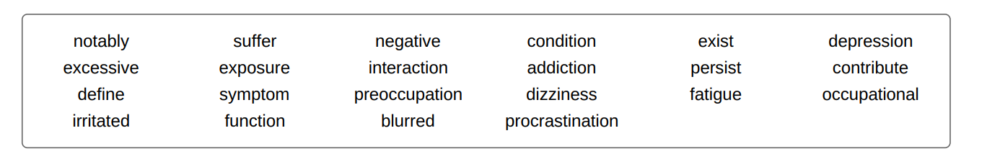 notably suffer negative condition exist depression
excessive exposure interaction addiction persist contribute
define symptom preoccupation dizziness fatigue occupational
irritated function blurred procrastination